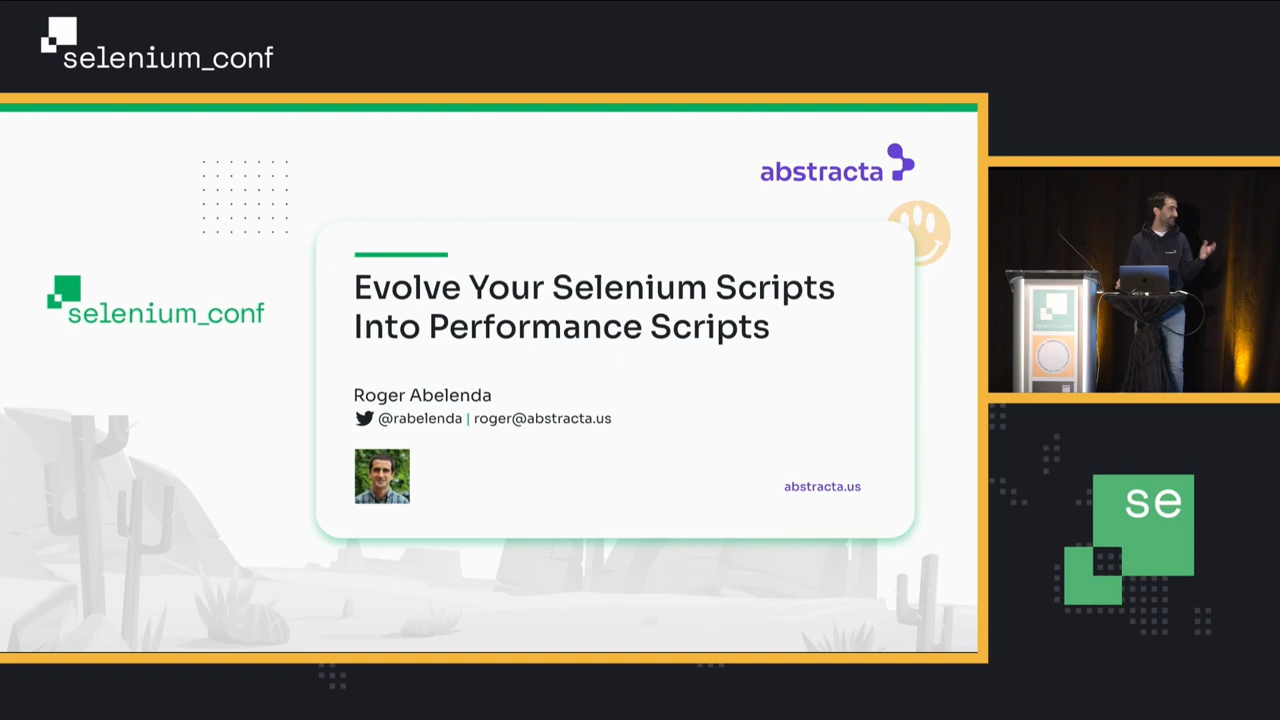 selenium_conf
abstracta
selenium_conf
Evolve Your Selenium Scripts
Into Performance Scripts
Roger Abelenda
@rabelenda | roger@abstracta.us
abstracta.us
se